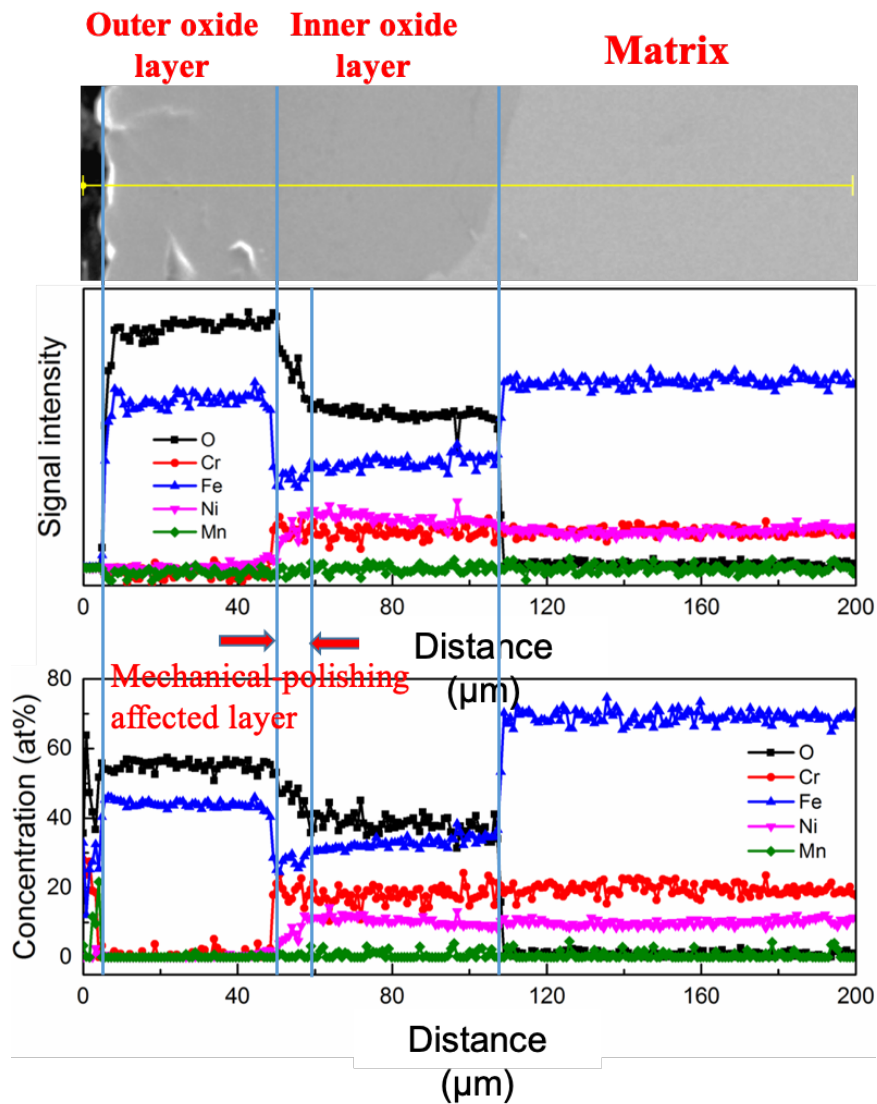 Outer oxide
layer
Inner oxide
layer
Matrix
Signal intensity
O
Cr
Fe
Ni
Mn
0 40 80 120 160 200
Distance
(μm)
Mechanical-polishing
affected layer
Concentration (at%)
80
60
40
20
0
O
Cr
Fe
Ni
Mn
0 40 80 120 160 200
Distance
(μm)